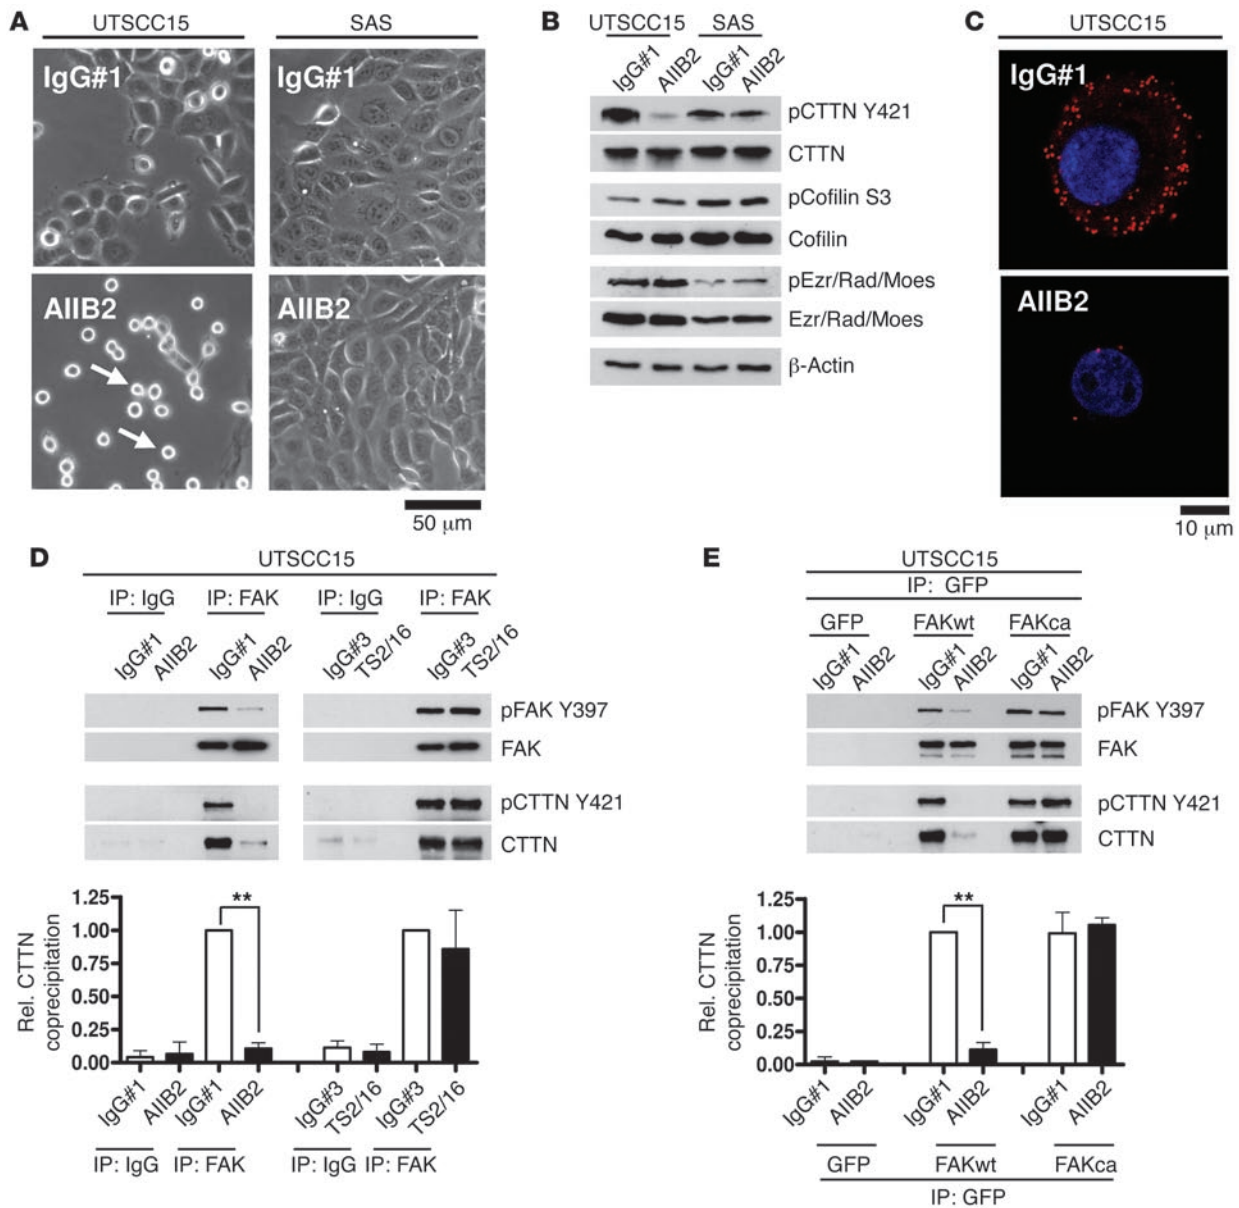 A
UTSCC15 SAS
IgG#1 IgG#1
AIIB2 AIIB2
50 μm
B
UTSCC15 SAS
IgG#1 AIIB2 IgG#1 AIIB2
pCTTN Y421
CTTN
pCofilin S3
Cofilin
pEzr/Rad/Moes
Ezr/Rad/Moes
β-Actin
C
UTSCC15
IgG#1
AIIB2
10 μm
D
UTSCC15
IP: IgG IP: FAK IP: IgG IP: FAK
IgG#1 AIIB2 IgG#1 AIIB2 IgG#3 TS2/16 IgG#3 TS2/16
pFAK Y397
FAK
pCTTN Y421
CTTN
Rel. CTTN
coprecipitation
1.25
1.00
0.75
0.50
0.25
0.00
**
IgG#1 AIIB2 IgG#1 AIIB2 IgG#3 TS2/16 IgG#3 TS2/16
IP: IgG IP: FAK IP: IgG IP: FAK
E
UTSCC15
IP: GFP
GFP FAKwt FAKca
IgG#1 AIIB2 IgG#1 AIIB2 IgG#1 AIIB2
pFAK Y397
FAK
pCTTN Y421
CTTN
Rel. CTTN
coprecipitation
1.25
1.00
0.75
0.50
0.25
0.00
**
IgG#1 AIIB2 IgG#1 AIIB2 IgG#1 AIIB2
GFP FAKwt FAKca
IP: GFP